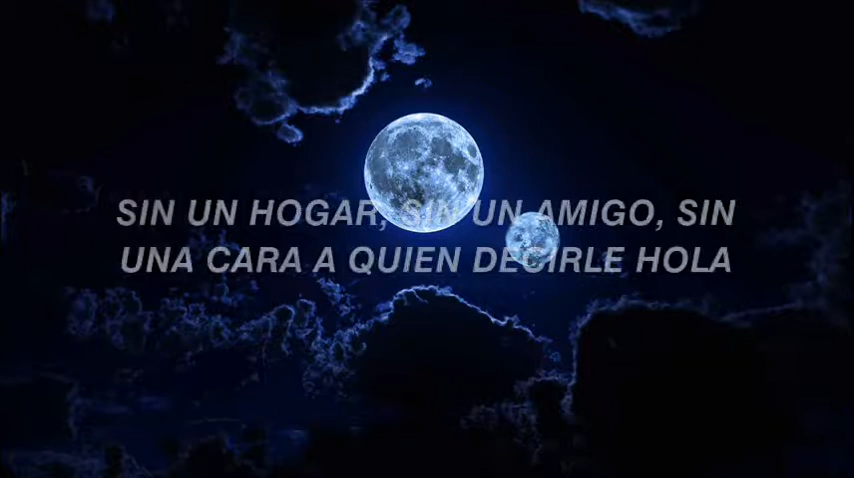 SIN UN HOGAR, SIN UN AMIGO, SIN
UNA CARA A QUIEN DECIRLE HOLA